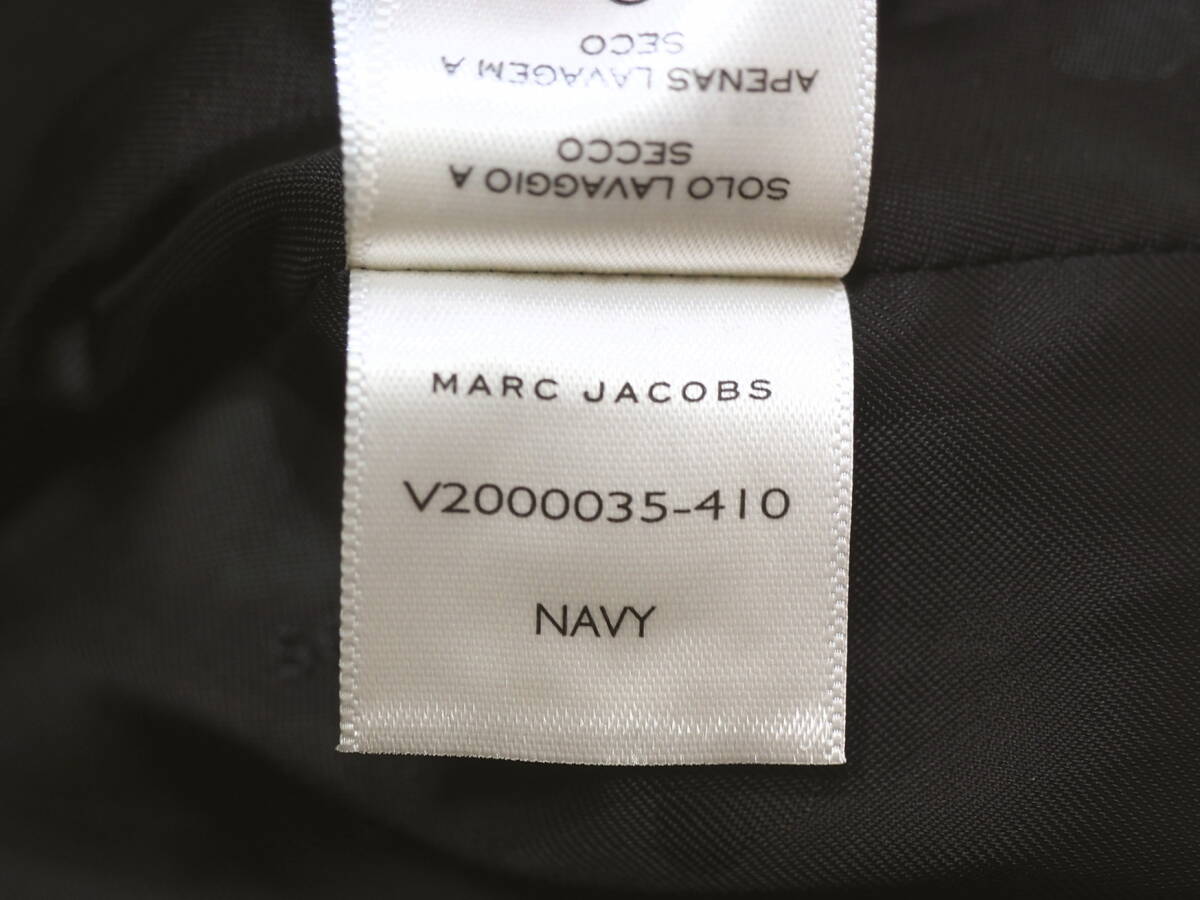 SOLO LAVAGGIO A
SECCO
APENAS LAVAGEM A
SECO
MARC JACOBS
V2000035-410
NAVY